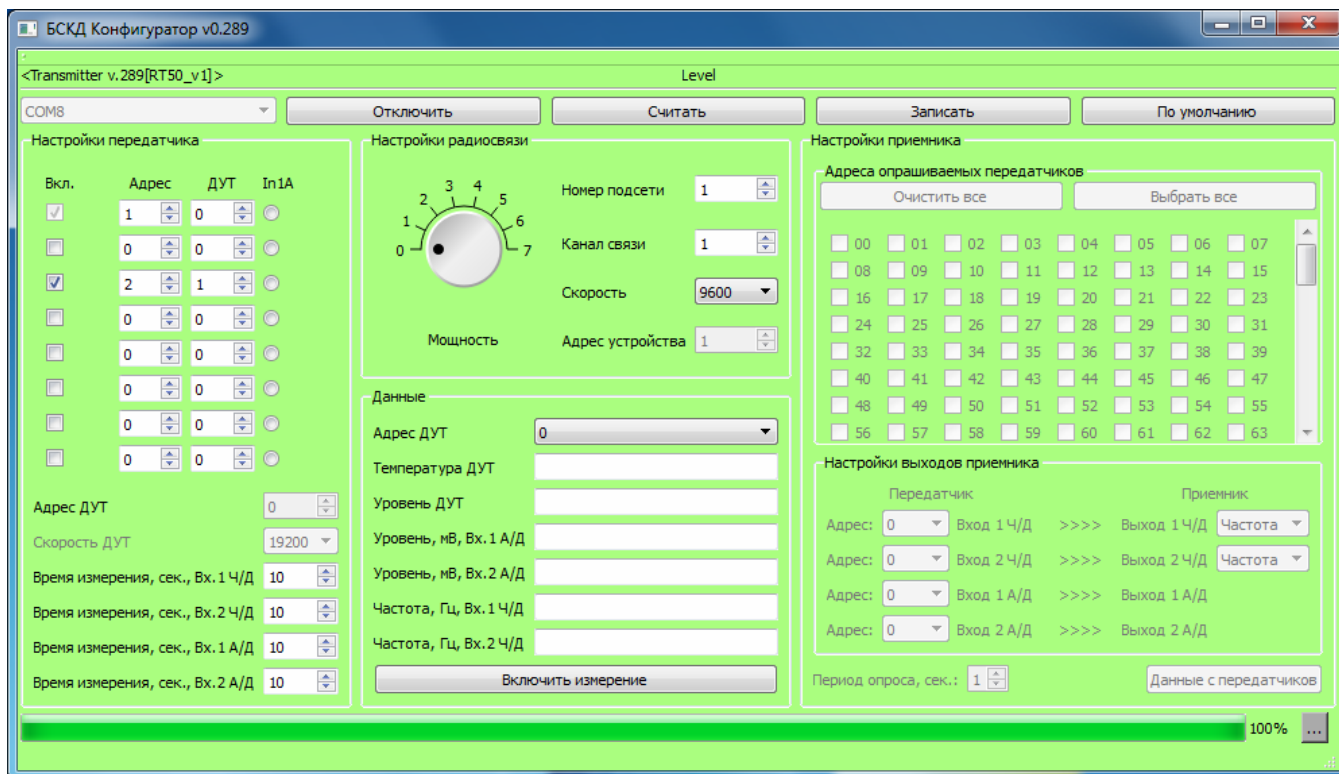 БСКД Конфигуратор v0.289
<Transmitter v.289[RT50_v1]> Level
COM8 Отключить Считать Записать По умолчанию
Настройки передатчика
Вкл. Адрес ДУТ In1A
1 0
0 0
2 1
0 0
0 0
0 0
0 0
0 0
Адрес ДУТ 0
Скорость ДУТ 19200
Время измерения, сек., Вх.1 Ч/Д 10
Время измерения, сек., Вх.2 Ч/Д 10
Время измерения, сек., Вх.1 А/Д 10
Время измерения, сек., Вх.2 А/Д 10
Настройки радиосвязи
0 1 2 3 4 5 6 7
Мощность
Номер подсети 1
Канал связи 1
Скорость 9600
Адрес устройства 1
Данные
Адрес ДУТ 0
Температура ДУТ
Уровень ДУТ
Уровень, мВ, Вх.1 А/Д
Уровень, мВ, Вх.2 А/Д
Частота, Гц, Вх.1 Ч/Д
Частота, Гц, Вх.2 Ч/Д
Включить измерение
Настройки приемника
Адреса опрашиваемых передатчиков
Очистить все Выбрать все
00 01 02 03 04 05 06 07
08 09 10 11 12 13 14 15
16 17 18 19 20 21 22 23
24 25 26 27 28 29 30 31
32 33 34 35 36 37 38 39
40 41 42 43 44 45 46 47
48 49 50 51 52 53 54 55
56 57 58 59 60 61 62 63
Настройки выходов приемника
Передатчик Приемник
Адрес: 0 Вход 1 Ч/Д >>>> Выход 1 Ч/Д Частота
Адрес: 0 Вход 2 Ч/Д >>>> Выход 2 Ч/Д Частота
Адрес: 0 Вход 1 А/Д >>>> Выход 1 А/Д
Адрес: 0 Вход 2 А/Д >>>> Выход 2 А/Д
Период опроса, сек.: 1 Данные с передатчиков
100% ...